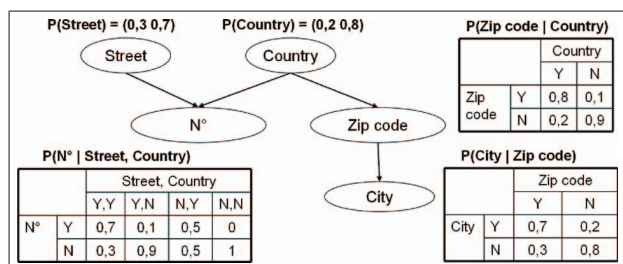 P(Street) = (0,3 0,7)
P(Country) = (0,2 0,8)
Street
Country
N°
Zip code
City
P(Zip code | Country)
Country
Y N
Zip code Y 0,8 0,1
N 0,2 0,9
P(N° | Street, Country)
Street, Country
Y,Y Y,N N,Y N,N
N° Y 0,7 0,1 0,5 0
N 0,3 0,9 0,5 1
P(City | Zip code)
Zip code
Y N
City Y 0,7 0,2
N 0,3 0,8